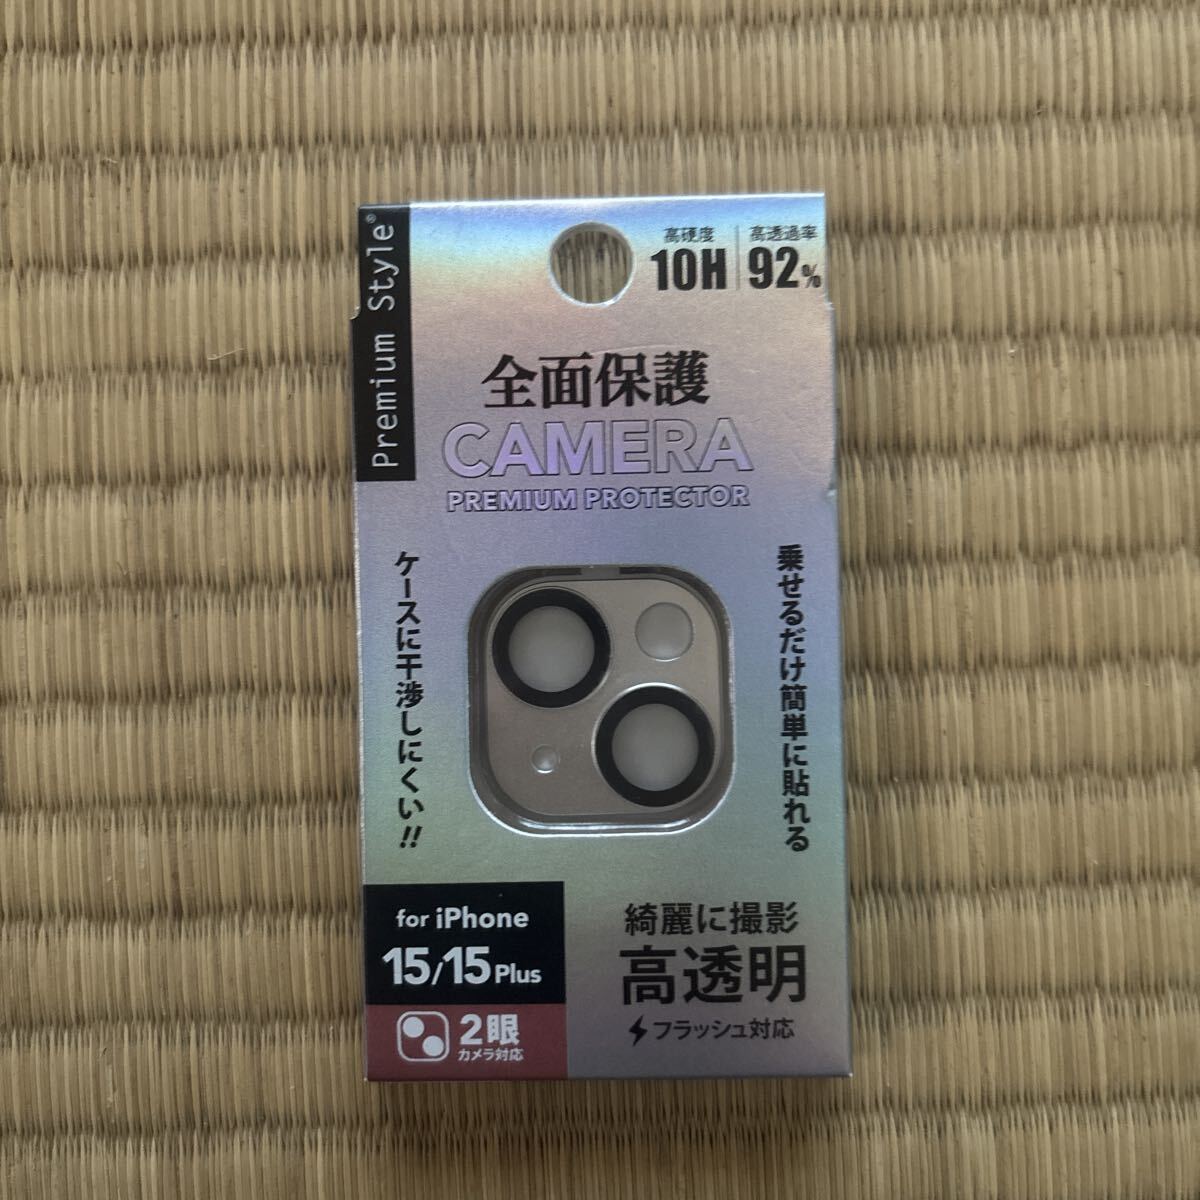 Premium Style®
高硬度
10H
高透過率
92%
全面保護
CAMERA
PREMIUM PROTECTOR
ケースに干渉しにくい!!
乗せるだけ簡単に貼れる
for iPhone
15/15 Plus
2眼
カメラ対応
綺麗に撮影
高透明
フラッシュ対応